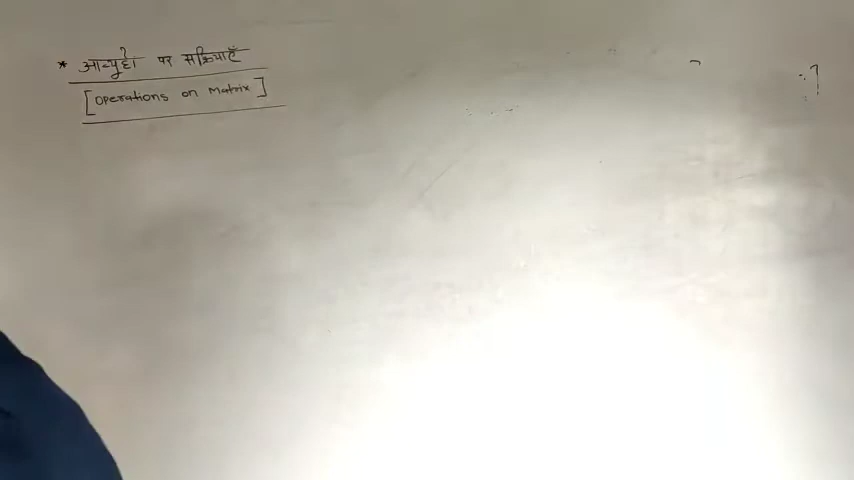 * आव्यूहों पर संक्रियाएँ
[operations on Matrix]